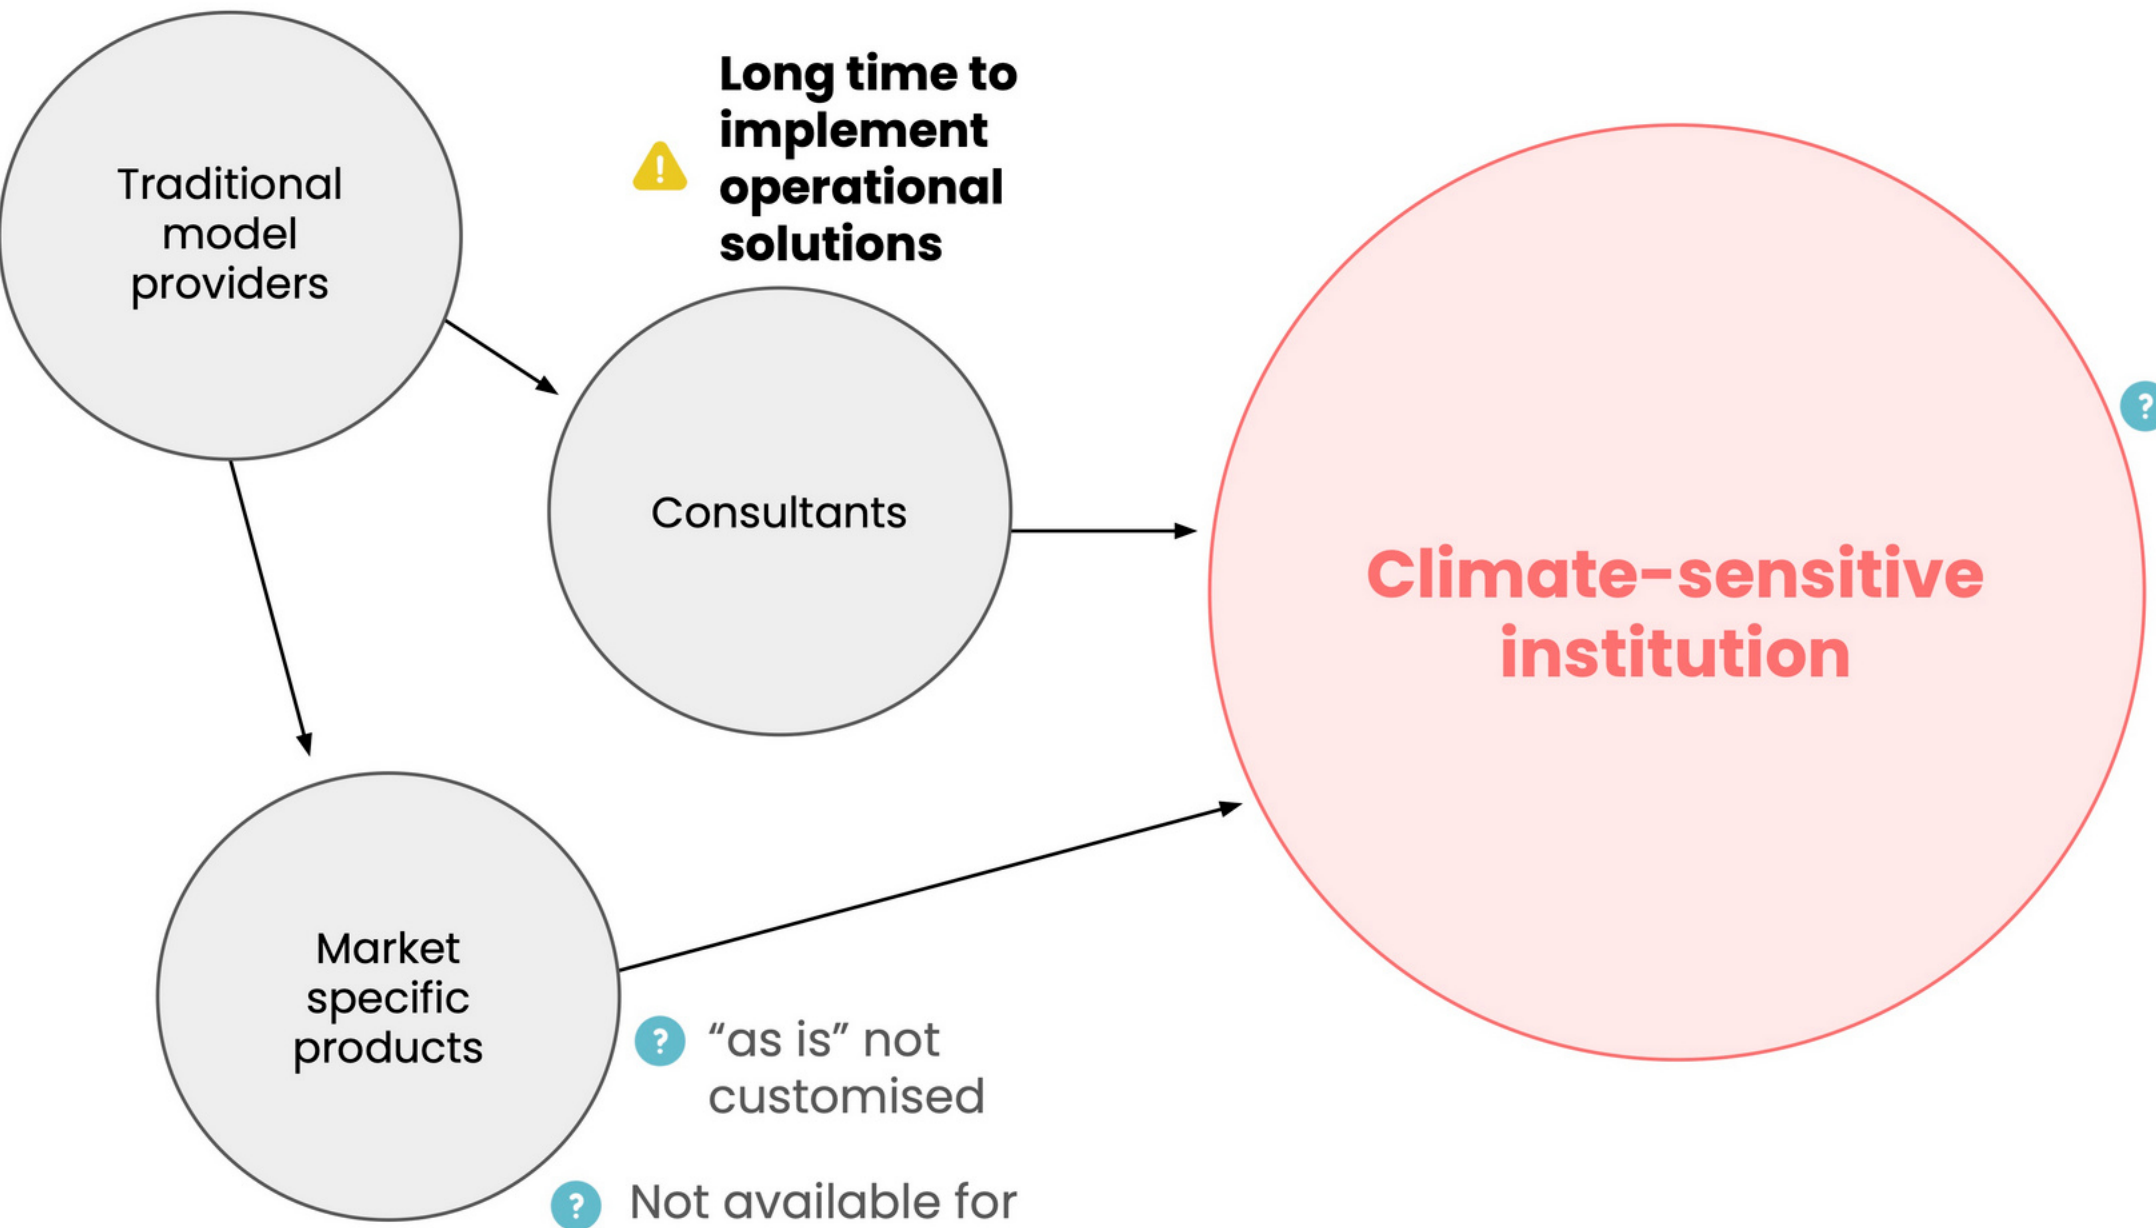 Traditional
model
providers
Long time to
implement
operational
solutions
Consultants
Climate-sensitive
institution
Market
specific
products
“as is” not
customised
Not available for